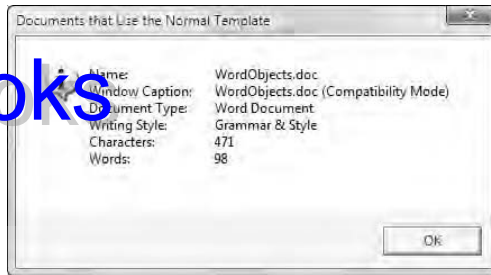 Documents that Use the Normal Template
Name: WordObjects.doc
Window Caption: WordObjects.doc (Compatibility Mode)
Document Type: Word Document
Writing Style: Grammar & Style
Characters: 471
Words: 98
oks
OK